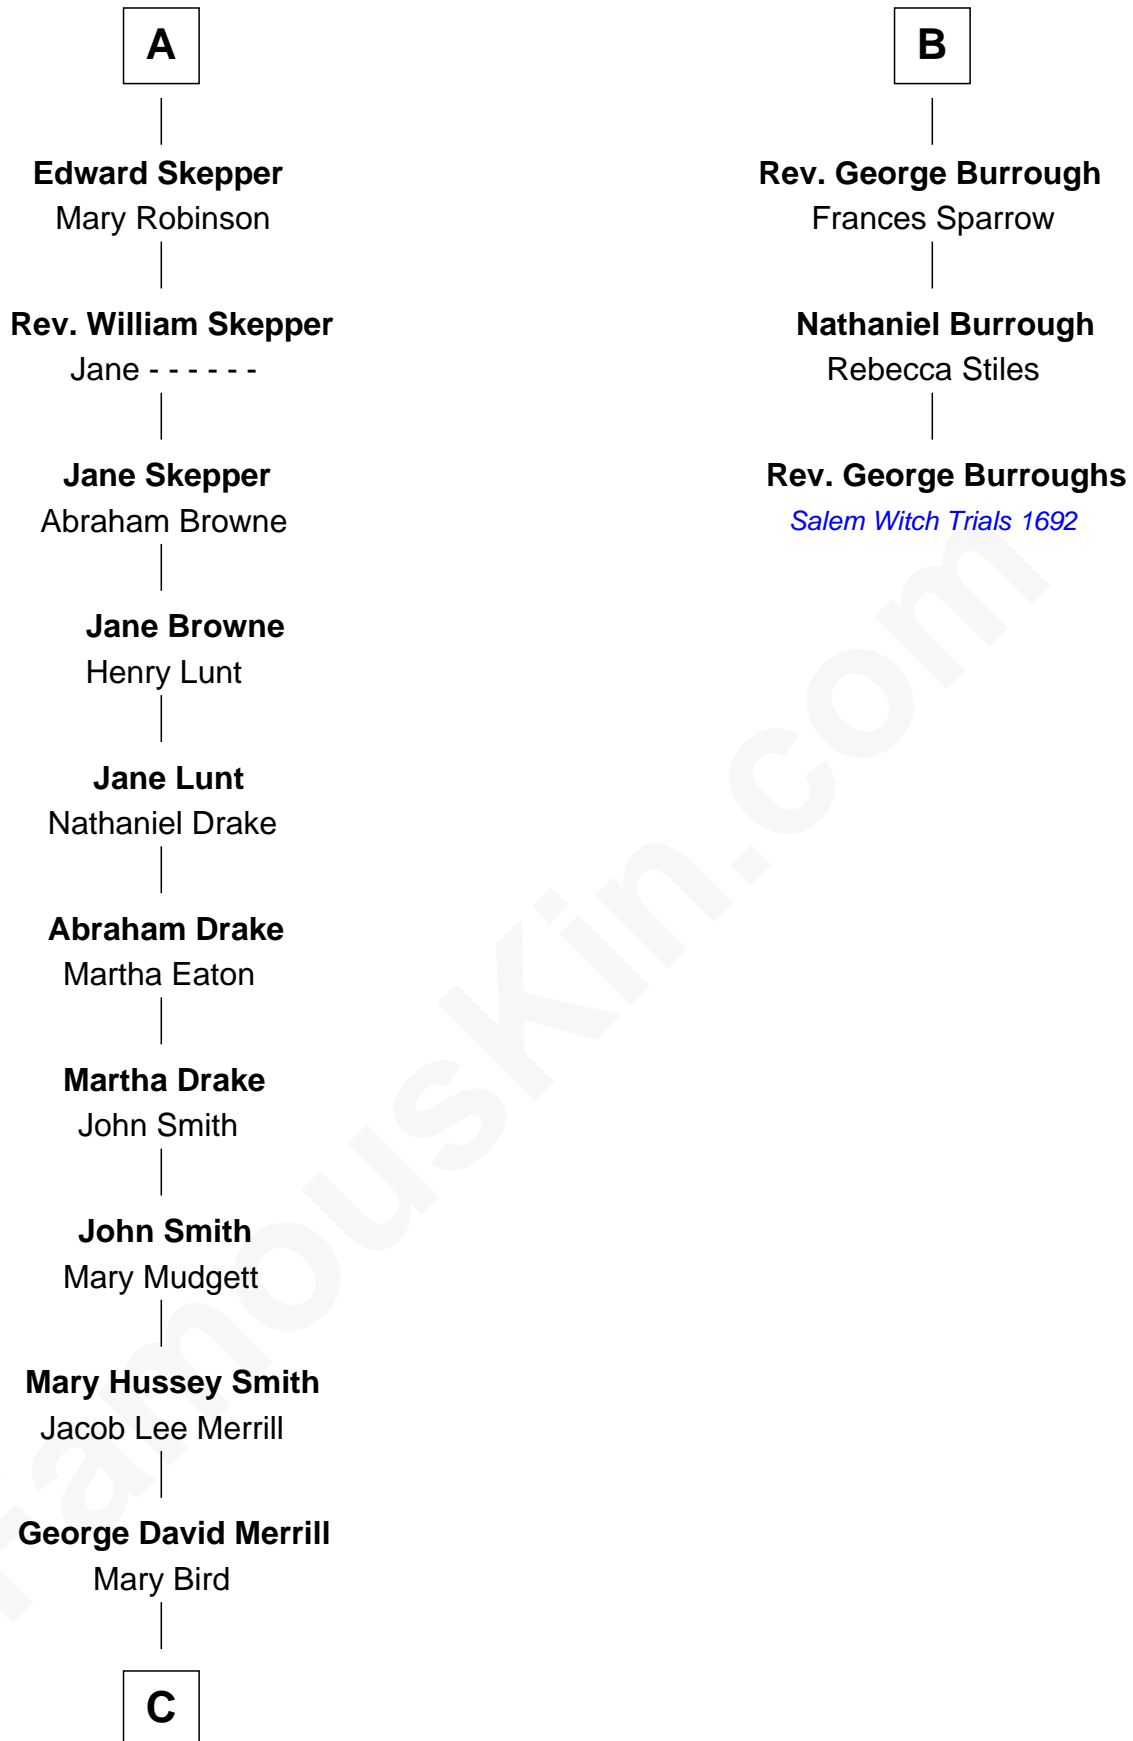 A
Edward Skepper
Mary Robinson
Rev. William Skepper
Jane - - - - - -
Jane Skepper
Abraham Browne
Jane Browne
Henry Lunt
Jane Lunt
Nathaniel Drake
Abraham Drake
Martha Eaton
Martha Drake
John Smith
John Smith
Mary Mudgett
Mary Hussey Smith
Jacob Lee Merrill
George David Merrill
Mary Bird
C
B
Rev. George Burrough
Frances Sparrow
Nathaniel Burrough
Rebecca Stiles
Rev. George Burroughs
Salem Witch Trials 1692
FamousKin.com